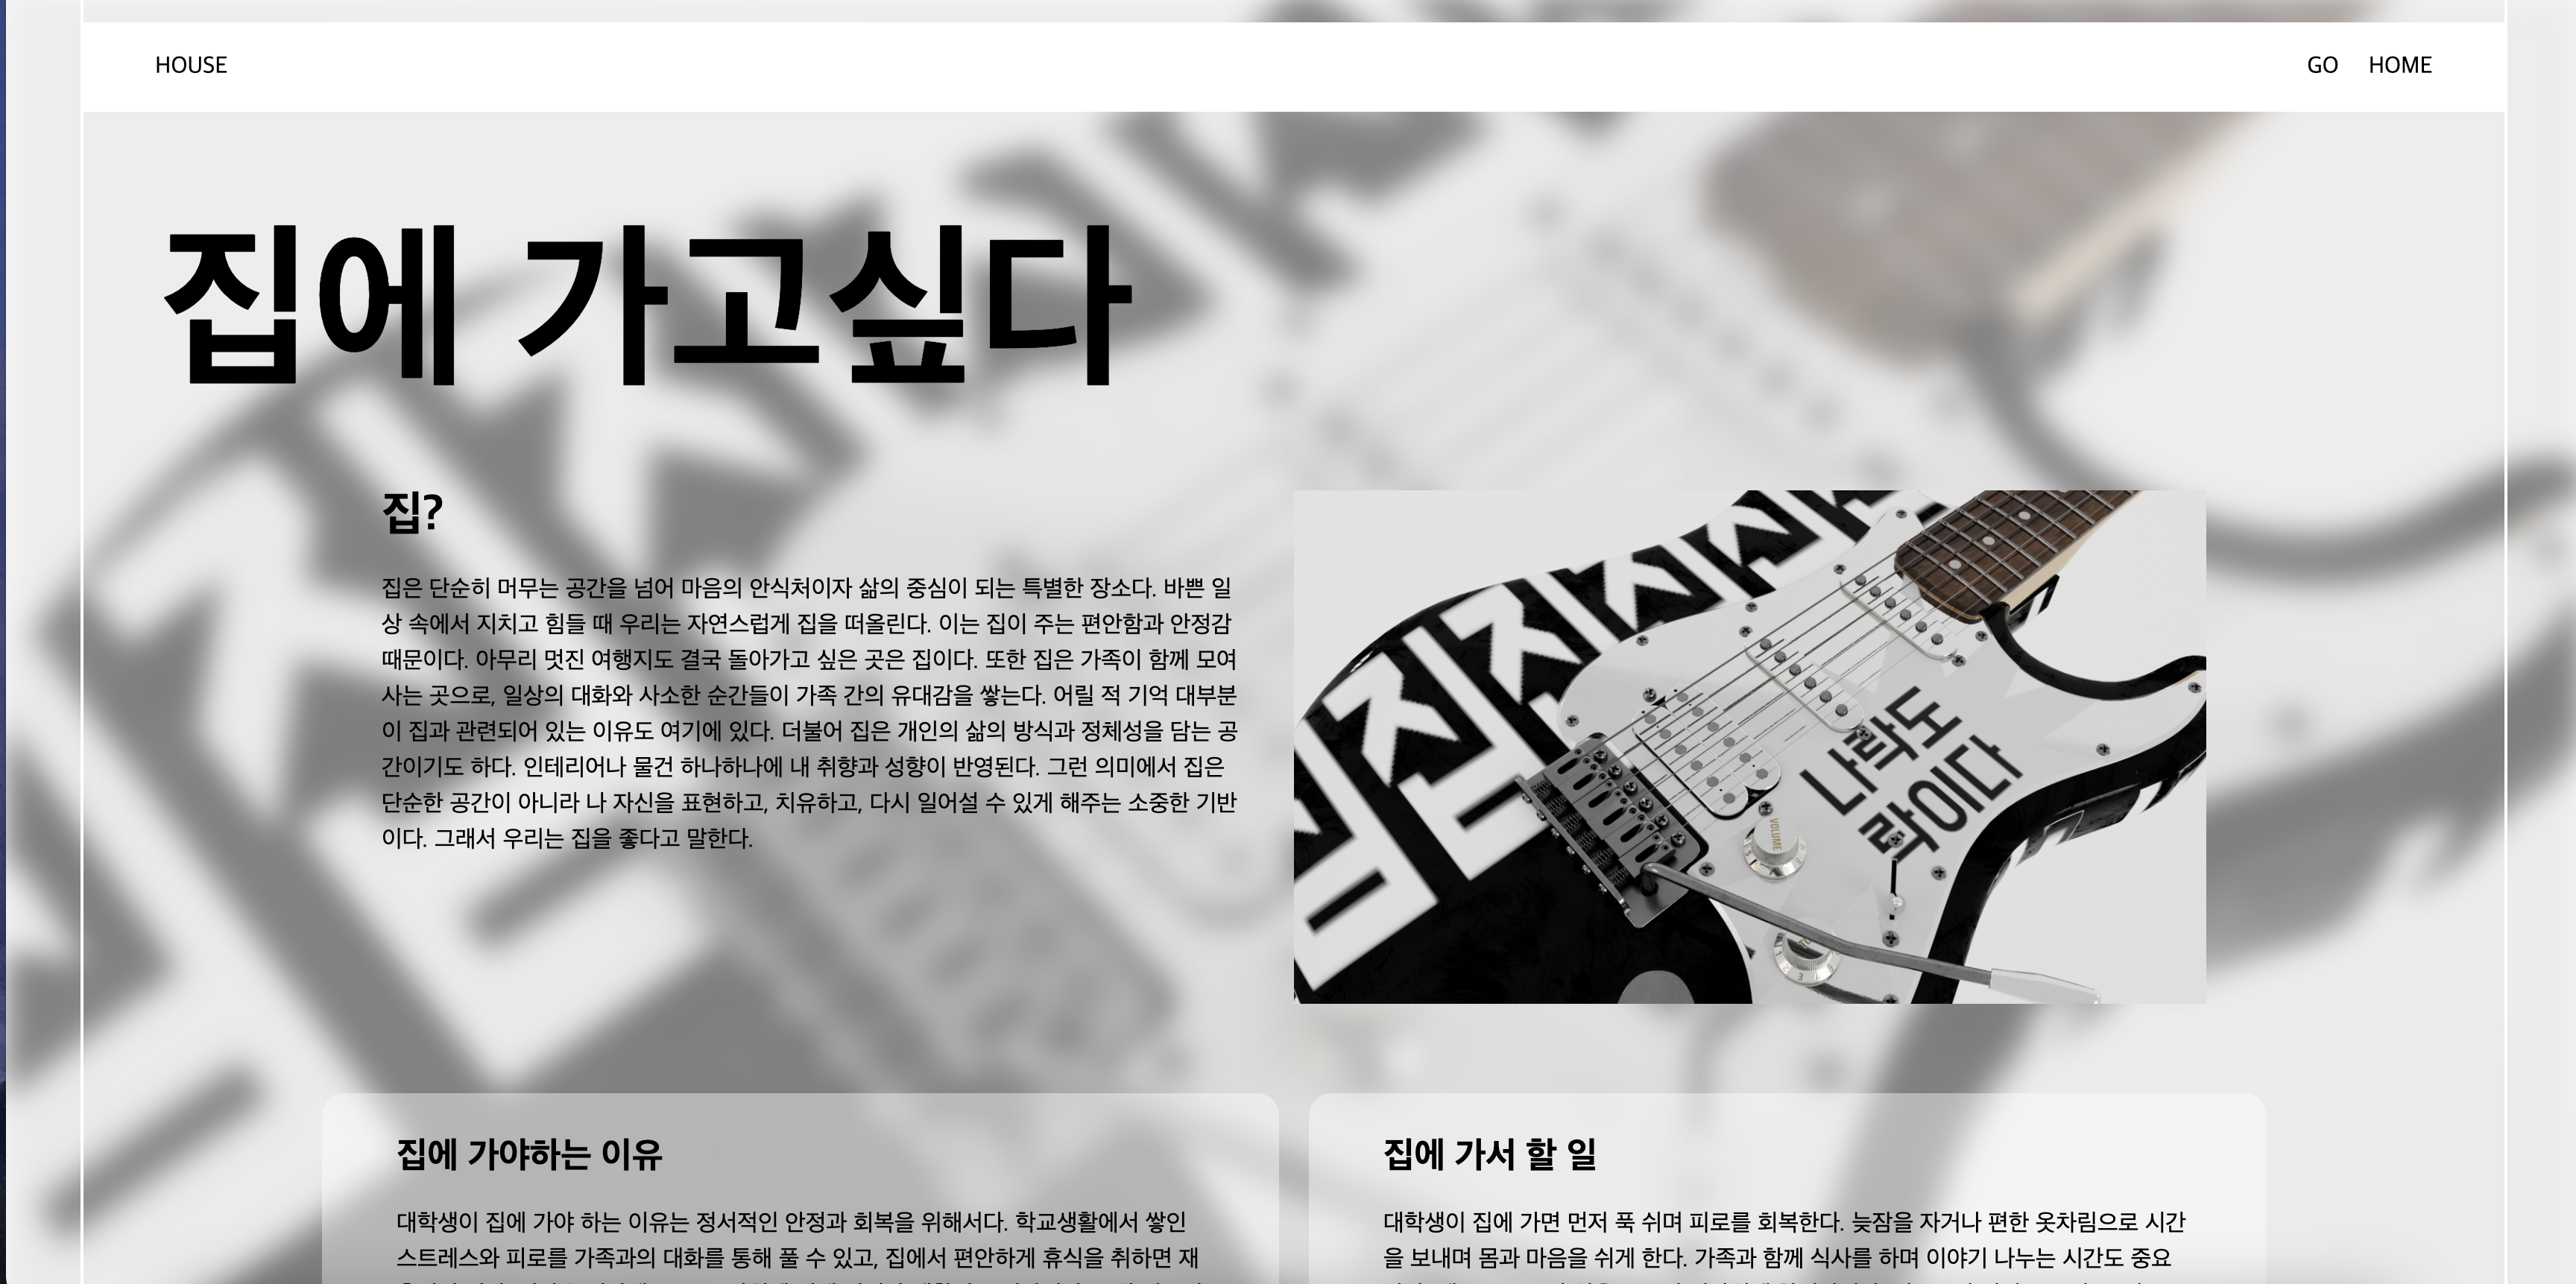 HOUSE
GO HOME
집에 가고싶다
집?
집은 단순히 머무는 공간을 넘어 마음의 안식처이자 삶의 중심이 되는 특별한 장소다. 바쁜 일
상 속에서 지치고 힘들 때 우리는 자연스럽게 집을 떠올린다. 이는 집이 주는 편안함과 안정감
때문이다. 아무리 멋진 여행지도 결국 돌아가고 싶은 곳은 집이다. 또한 집은 가족이 함께 모여
사는 곳으로, 일상의 대화와 사소한 순간들이 가족 간의 유대감을 쌓는다. 어릴 적 기억 대부분
이 집과 관련되어 있는 이유도 여기에 있다. 더불어 집은 개인의 삶의 방식과 정체성을 담는 공
간이기도 하다. 인테리어나 물건 하나하나에 내 취향과 성향이 반영된다. 그런 의미에서 집은
단순한 공간이 아니라 나 자신을 표현하고, 치유하고, 다시 일어설 수 있게 해주는 소중한 기반
이다. 그래서 우리는 집을 좋다고 말한다.
집집
나락도
락이다
VOLUME
집에 가야하는 이유
대학생이 집에 가야 하는 이유는 정서적인 안정과 회복을 위해서다. 학교생활에서 쌓인
스트레스와 피로를 가족과의 대화를 통해 풀 수 있고, 집에서 편안하게 휴식을 취하면 재
집에 가서 할 일
대학생이 집에 가면 먼저 푹 쉬며 피로를 회복한다. 늦잠을 자거나 편한 옷차림으로 시간
을 보내며 몸과 마음을 쉬게 한다. 가족과 함께 식사를 하며 이야기 나누는 시간도 중요